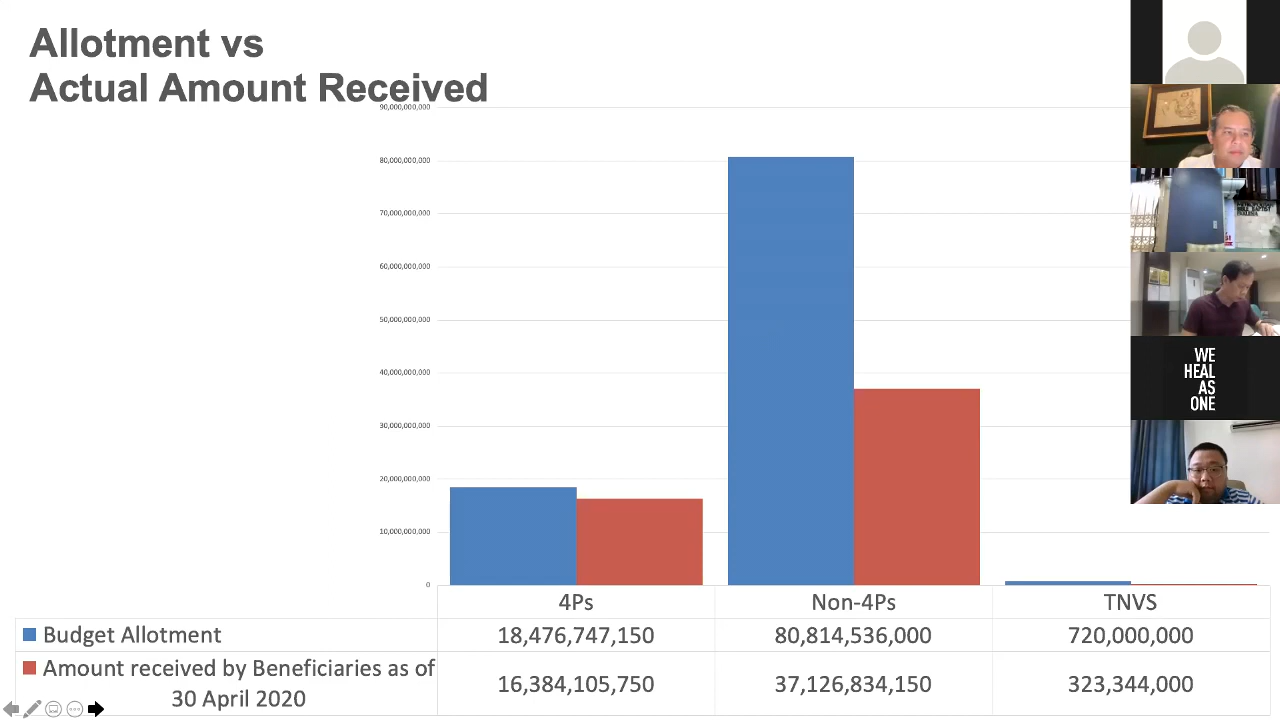 Allotment vs
Actual Amount Received
90,000,000,000
80,000,000,000
70,000,000,000
60,000,000,000
50,000,000,000
40,000,000,000
30,000,000,000
20,000,000,000
10,000,000,000
0
4Ps Non-4Ps TNVS
Budget Allotment 18,476,747,150 80,814,536,000 720,000,000
Amount received by Beneficiaries as of
30 April 2020 16,384,105,750 37,126,834,150 323,344,000
WE
HEAL
AS
ONE